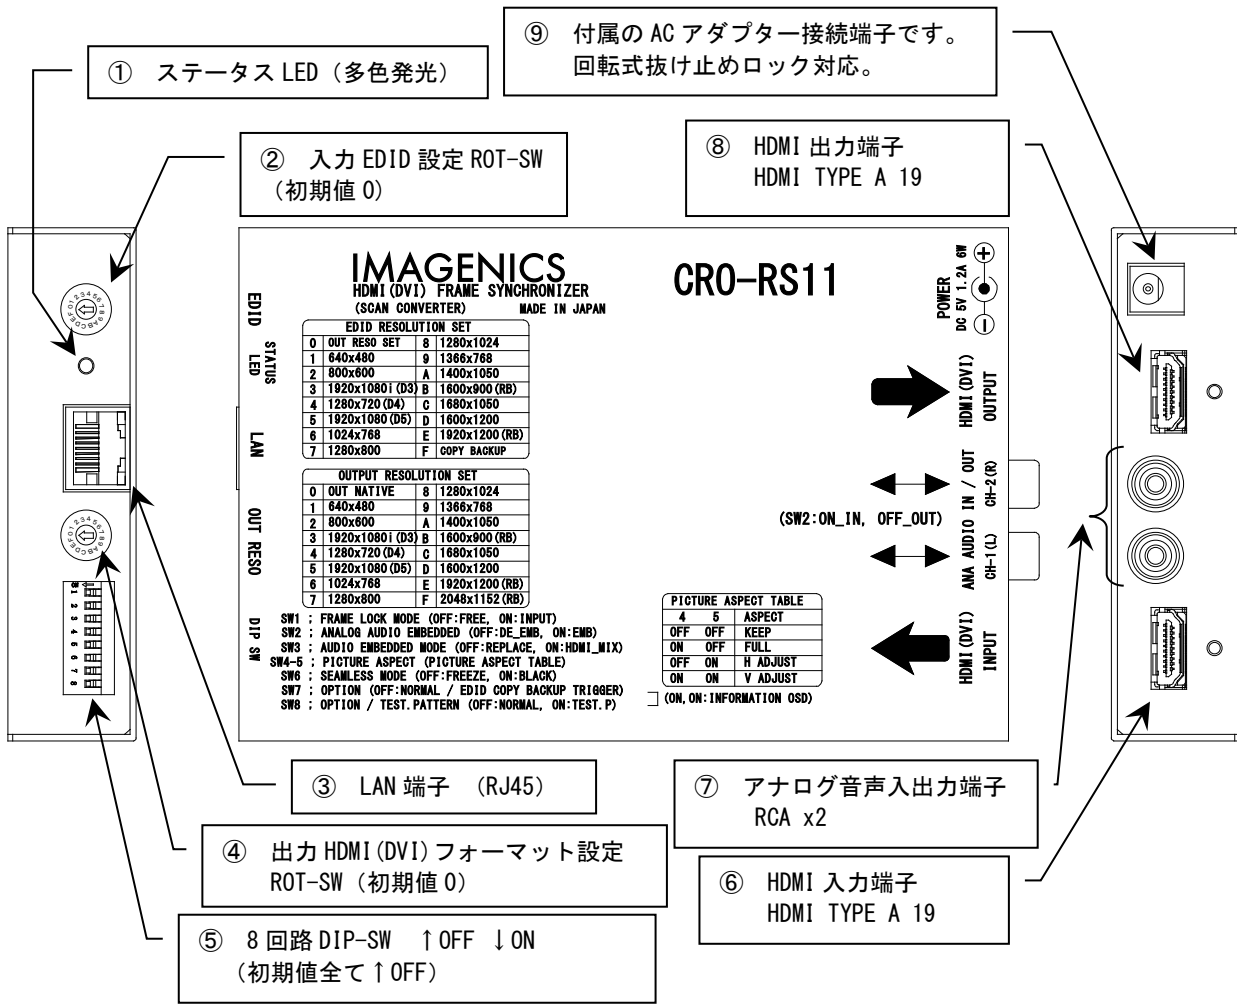 ⑨ 付属の AC アダプター接続端子です。
回転式抜け止めロック対応。
① ステータス LED（多色発光）
② 入力 EDID 設定 ROT-SW
（初期値 0）
⑧ HDMI 出力端子
HDMI TYPE A 19
IMAGENICS
HDMI(DVI) FRAME SYNCHRONIZER
(SCAN CONVERTER) MADE IN JAPAN
CRO-RS11
POWER
DC 5V 1.2A 6W
EDID
STATUS
LED
LAN
OUT RESO
DIP SW
EDID RESOLUTION SET
0 OUT RESO SET 8 1280x1024
1 640x480 9 1366x768
2 800x600 A 1400x1050
3 1920x1080i(D3) B 1600x900(RB)
4 1280x720(D4) C 1680x1050
5 1920x1080(D5) D 1600x1200
6 1024x768 E 1920x1200(RB)
7 1280x800 F COPY BACKUP
OUTPUT RESOLUTION SET
0 OUT NATIVE 8 1280x1024
1 640x480 9 1366x768
2 800x600 A 1400x1050
3 1920x1080i(D3) B 1600x900(RB)
4 1280x720(D4) C 1680x1050
5 1920x1080(D5) D 1600x1200
6 1024x768 E 1920x1200(RB)
7 1280x800 F 2048x1152(RB)
SW1 ; FRAME LOCK MODE (OFF:FREE, ON:INPUT)
SW2 ; ANALOG AUDIO EMBEDDED (OFF:DE_EMB, ON:EMB)
SW3 ; AUDIO EMBEDDED MODE (OFF:REPLACE, ON:HDMI_MIX)
SW4-5 ; PICTURE ASPECT (PICTURE ASPECT TABLE)
SW6 ; SEAMLESS MODE (OFF:FREEZE, ON:BLACK)
SW7 ; OPTION (OFF:NORMAL / EDID COPY BACKUP TRIGGER)
SW8 ; OPTION / TEST.PATTERN (OFF:NORMAL, ON:TEST.P)
(ON,ON:INFORMATION OSD)
HDMI(DVI)
OUTPUT
ANA AUDIO IN / OUT
CH-1(L) CH-2(R)
(SW2:ON_IN, OFF_OUT)
HDMI(DVI)
INPUT
PICTURE ASPECT TABLE
4 5 ASPECT
OFF OFF KEEP
ON OFF FULL
OFF ON H ADJUST
ON ON V ADJUST
③ LAN 端子 （RJ45）
④ 出力 HDMI(DVI)フォーマット設定
ROT-SW（初期値 0）
⑤ 8 回路 DIP-SW ↑OFF ↓ON
（初期値全て↑OFF）
⑦ アナログ音声入出力端子
RCA x2
⑥ HDMI 入力端子
HDMI TYPE A 19